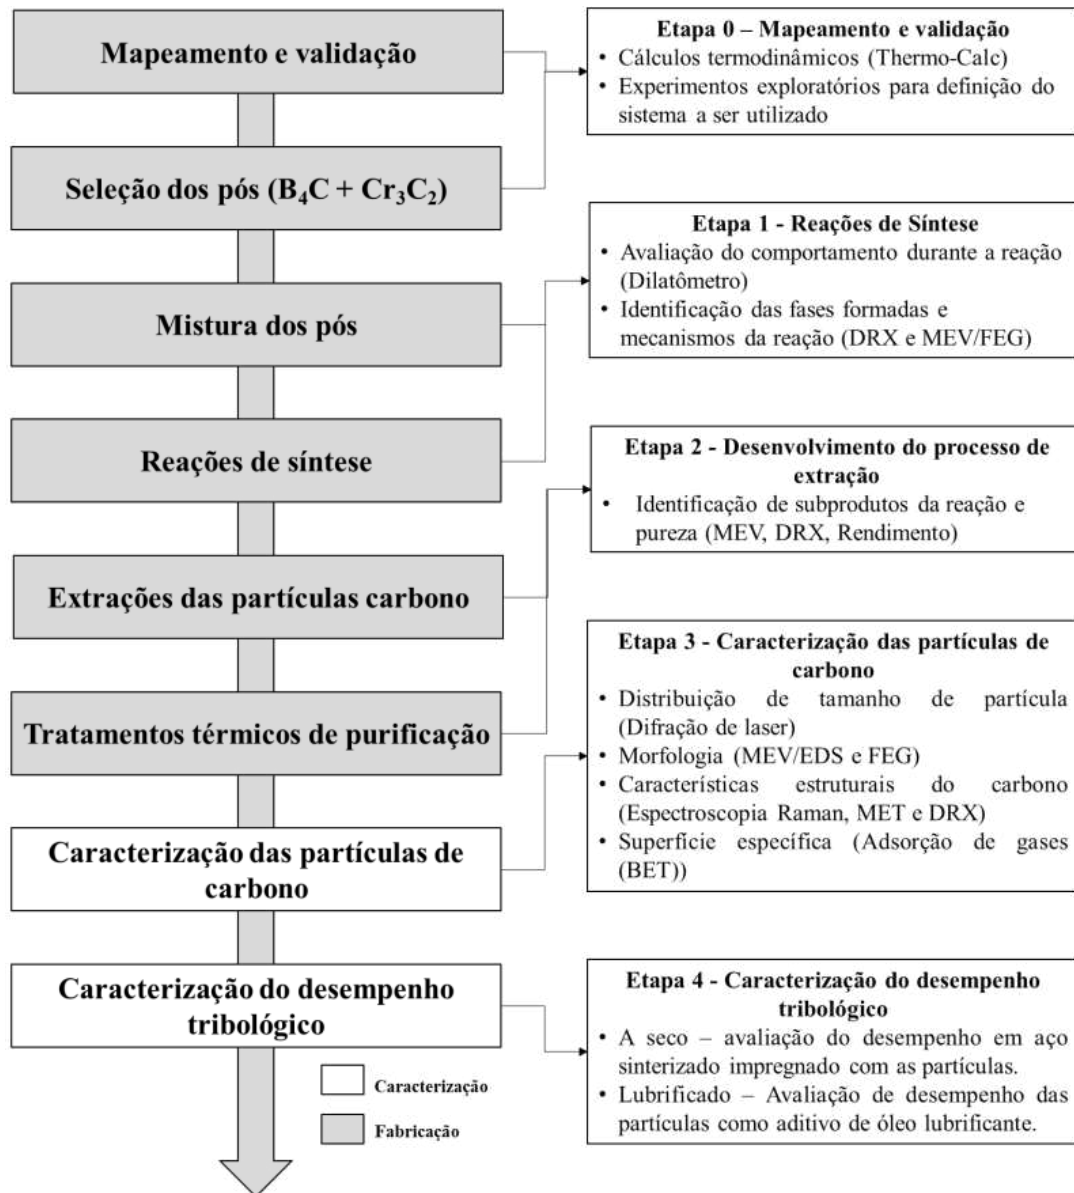 Mapeamento e validação
Seleção dos pós (B₄C + Cr₃C₂)
Mistura dos pós
Reações de síntese
Extrações das partículas carbono
Tratamentos térmicos de purificação
Caracterização das partículas de
carbono
Caracterização do desempenho
tribológico
Caracterização
Fabricação
Etapa 0 – Mapeamento e validação
• Cálculos termodinâmicos (Thermo-Calc)
• Experimentos exploratórios para definição do
sistema a ser utilizado
Etapa 1 - Reações de Síntese
• Avaliação do comportamento durante a reação
(Dilatômetro)
• Identificação das fases formadas e
mecanismos da reação (DRX e MEV/FEG)
Etapa 2 - Desenvolvimento do processo de
extração
• Identificação de subprodutos da reação e
pureza (MEV, DRX, Rendimento)
Etapa 3 - Caracterização das partículas de
carbono
• Distribuição de tamanho de partícula
(Difração de laser)
• Morfologia (MEV/EDS e FEG)
• Características estruturais do carbono
(Espectroscopia Raman, MET e DRX)
• Superfície específica (Adsorção de gases
(BET))
Etapa 4 - Caracterização do desempenho
tribológico
• A seco – avaliação do desempenho em aço
sinterizado impregnado com as partículas.
• Lubrificado – Avaliação de desempenho das
partículas como aditivo de óleo lubrificante.